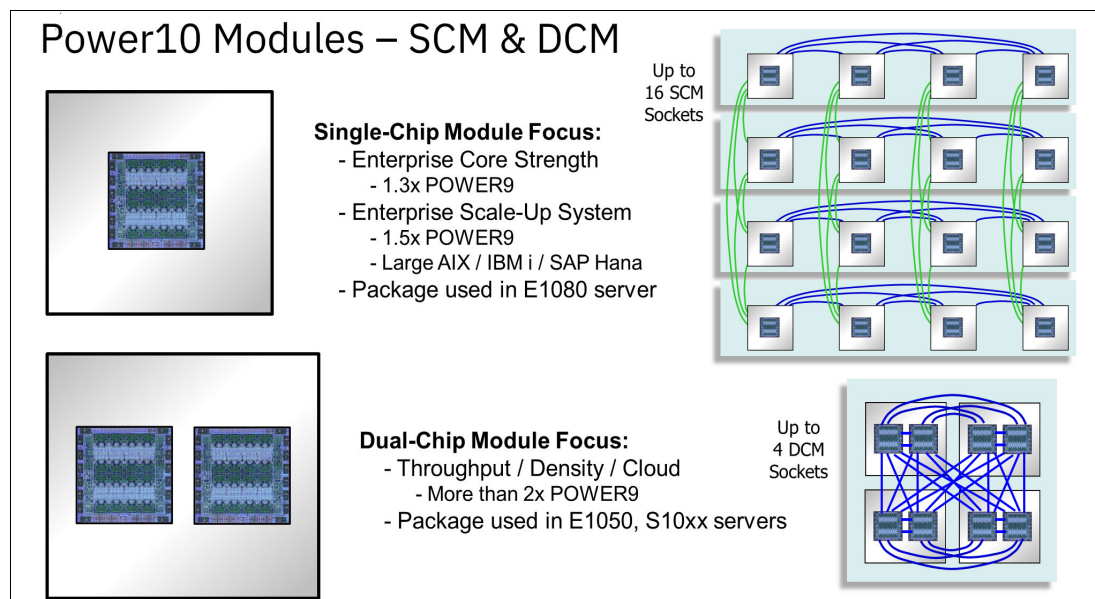 Power10 Modules – SCM & DCM
Single-Chip Module Focus:
- Enterprise Core Strength
- 1.3x POWER9
- Enterprise Scale-Up System
- 1.5x POWER9
- Large AIX / IBM i / SAP Hana
- Package used in E1080 server
Up to
16 SCM
Sockets
Dual-Chip Module Focus:
- Throughput / Density / Cloud
- More than 2x POWER9
- Package used in E1050, S10xx servers
Up to
4 DCM
Sockets